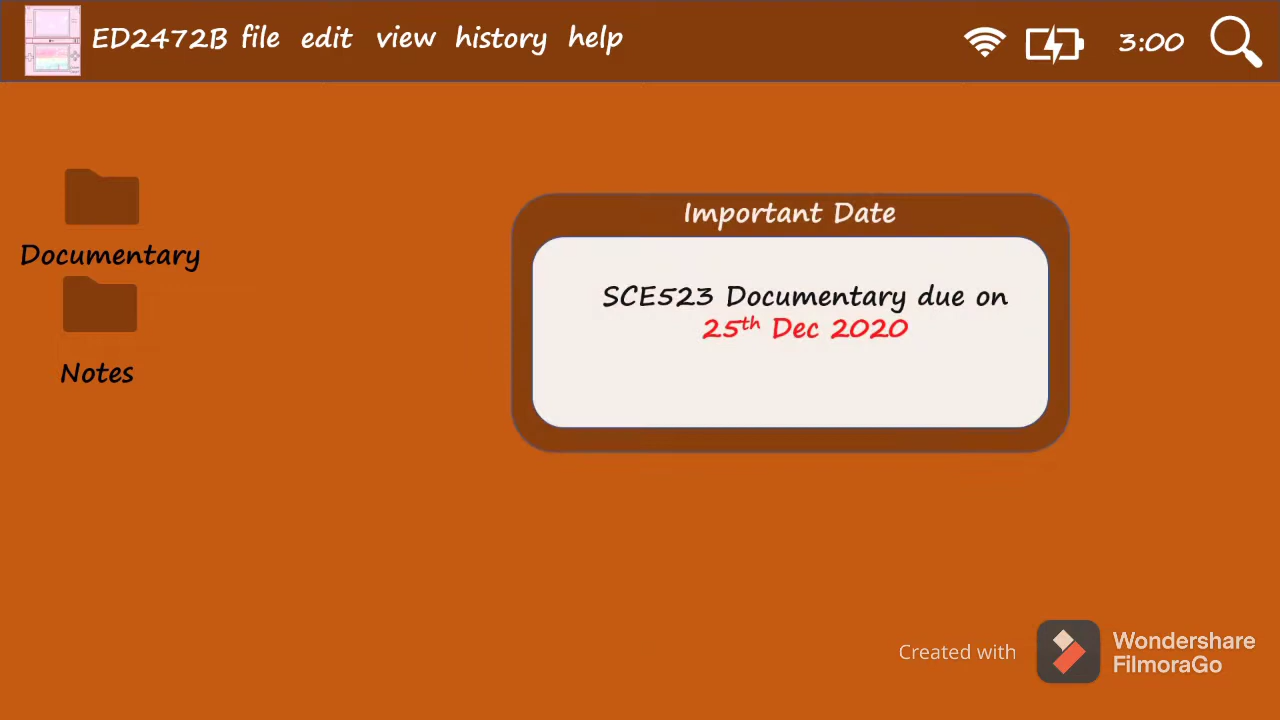 ED2472B file edit view history help 3:00
Documentary
Notes
Important Date
SCE523 Documentary due on
25th Dec 2020
Created with
Wondershare
FilmoraGo